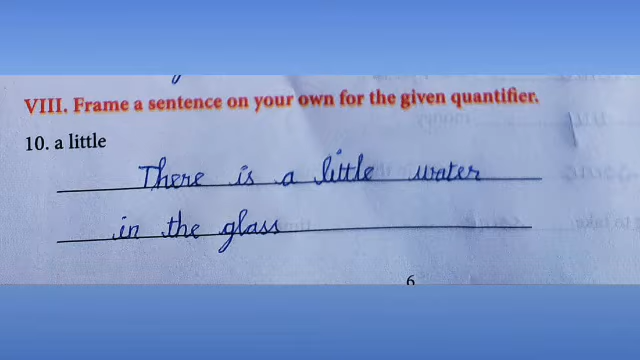 VIII. Frame a sentence on your own for the given quantifier.
10. a little
There is a little water
in the glass
6